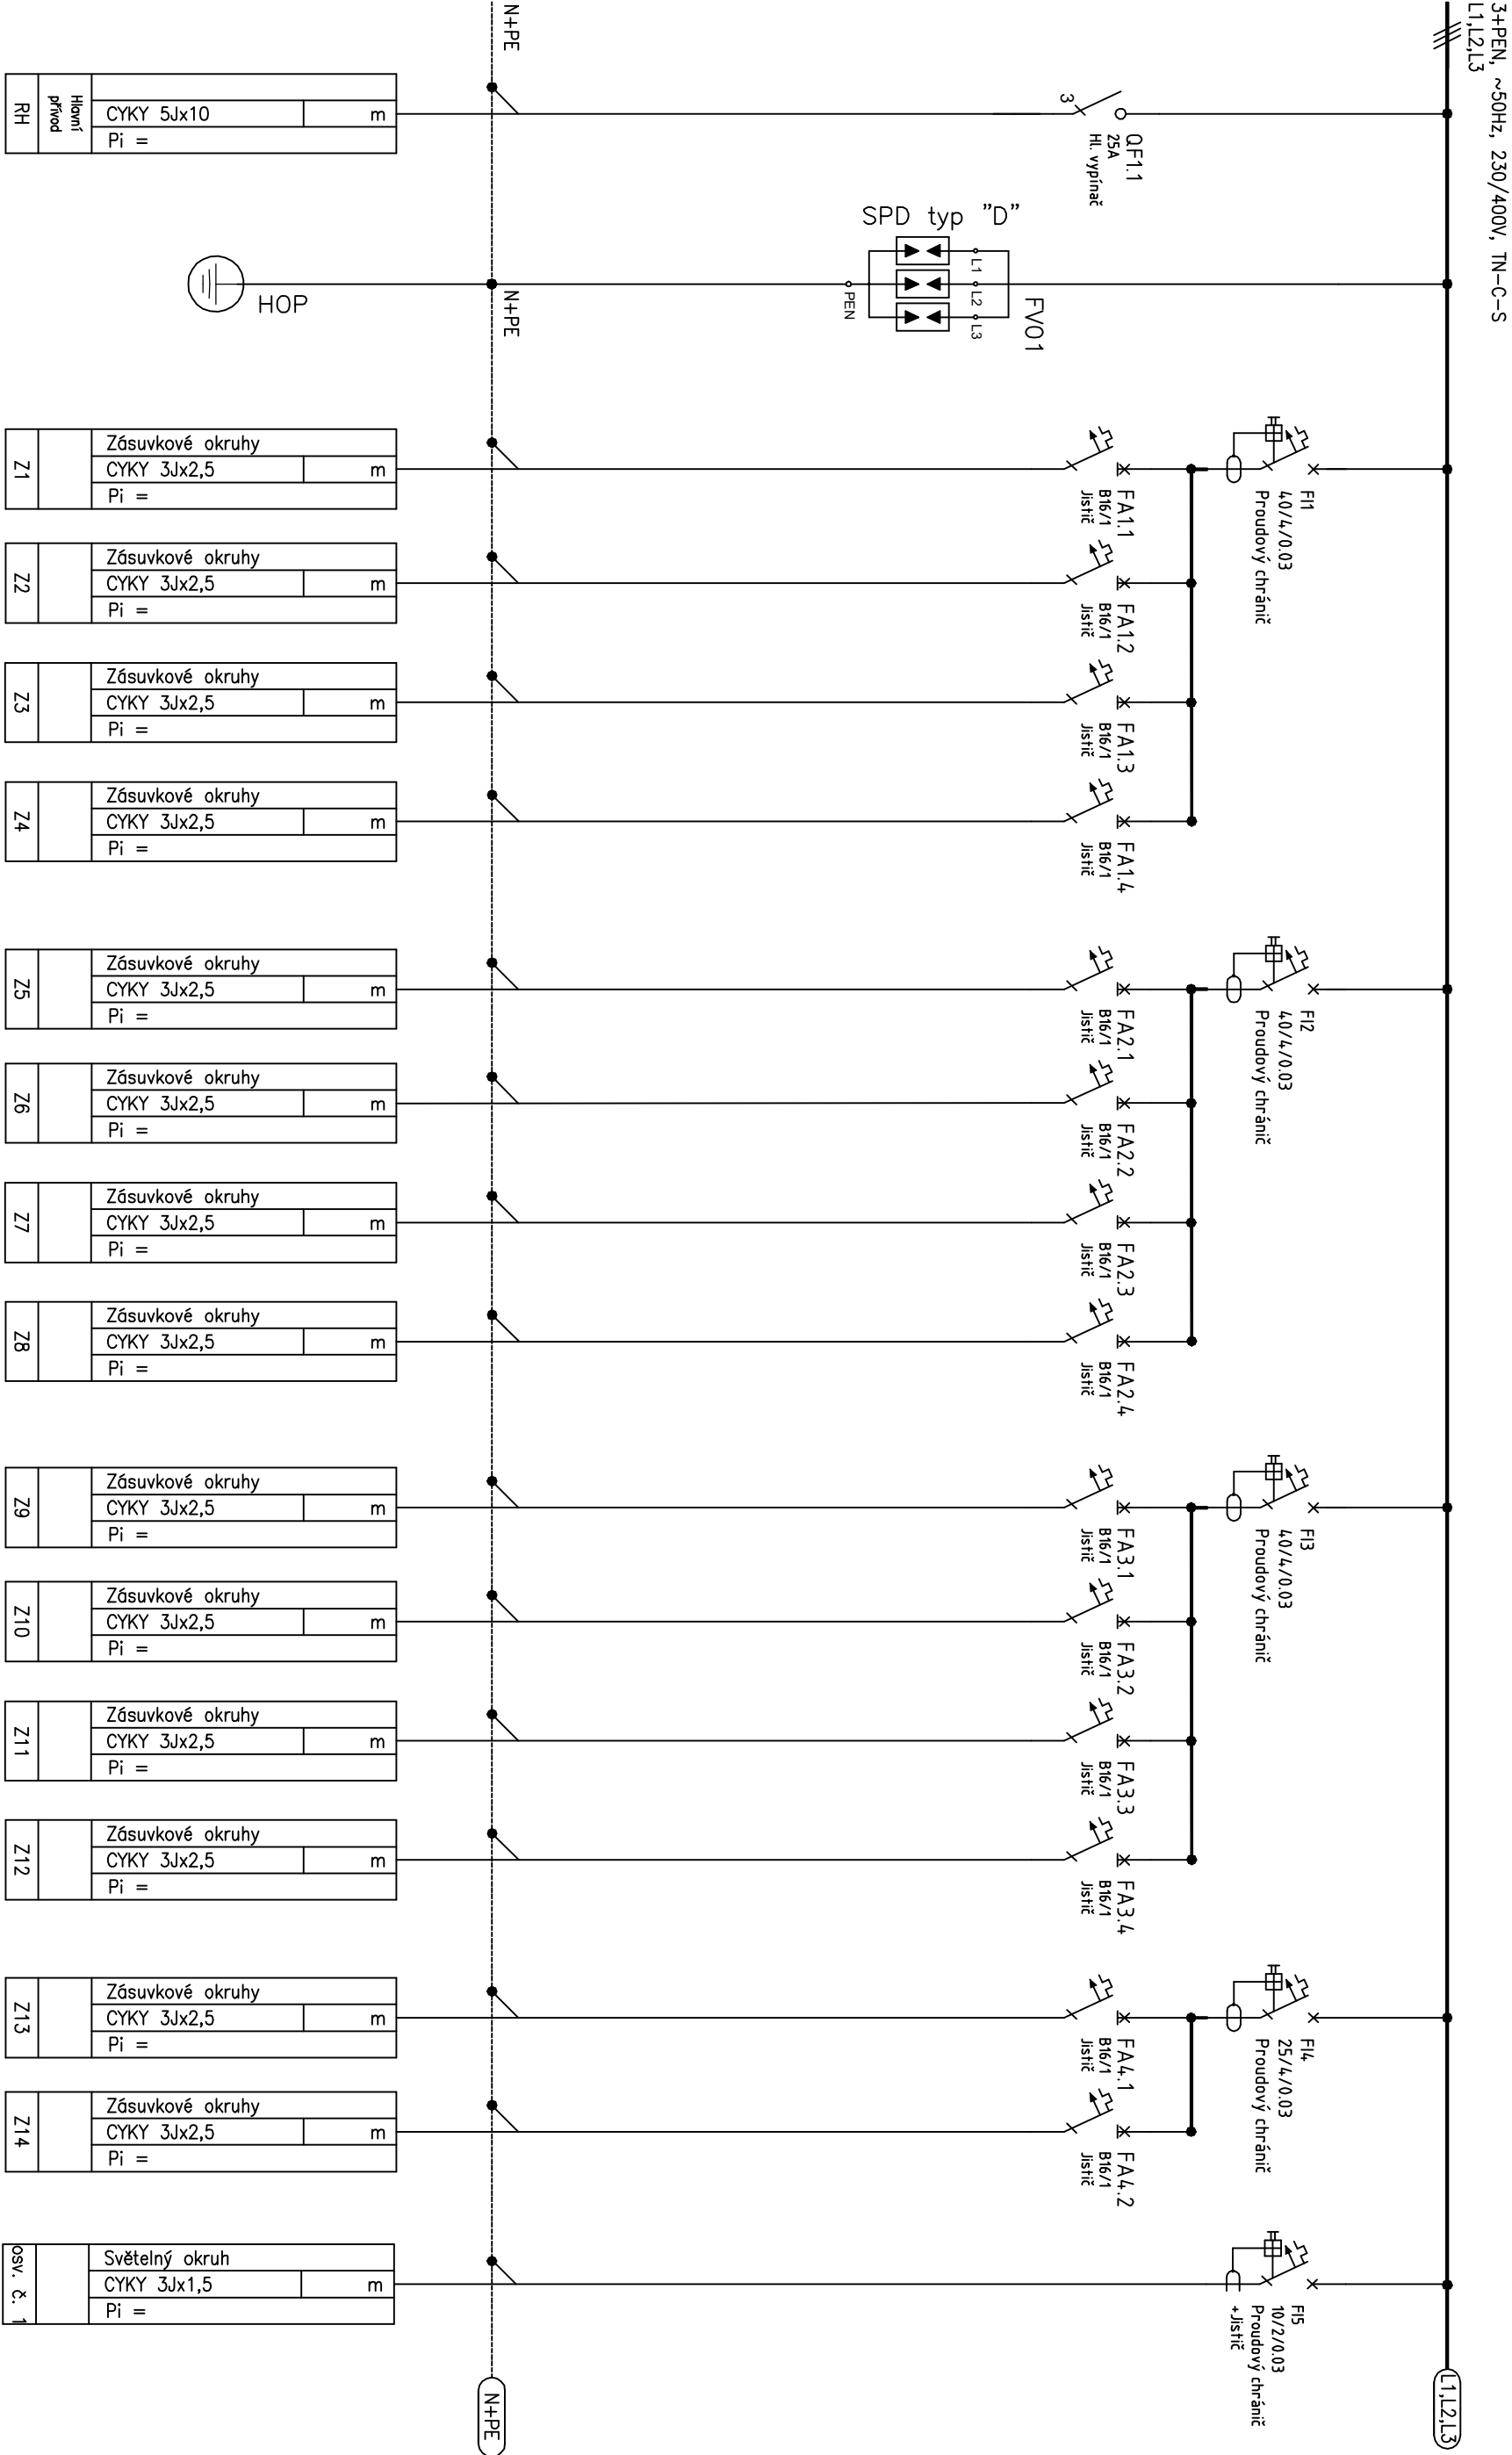 3+PEN, ~50Hz, 230/400V, TN-C-S
L1,L2,L3
N+PE
QF1.1
25A
Hl. vypínač
3
RH
Hlavní
přívod
CYKY 5Jx10 m
Pi =
SPD typ "D"
FV01
L1
L2
L3
PEN
N+PE
HOP
FI1
40/4/0.03
Proudový chránič
FA1.1
B16/1
Jistič
Z1
Zásuvkové okruhy
CYKY 3Jx2,5 m
Pi =
FA1.2
B16/1
Jistič
Z2
Zásuvkové okruhy
CYKY 3Jx2,5 m
Pi =
FA1.3
B16/1
Jistič
Z3
Zásuvkové okruhy
CYKY 3Jx2,5 m
Pi =
FA1.4
B16/1
Jistič
Z4
Zásuvkové okruhy
CYKY 3Jx2,5 m
Pi =
FI2
40/4/0.03
Proudový chránič
FA2.1
B16/1
Jistič
Z5
Zásuvkové okruhy
CYKY 3Jx2,5 m
Pi =
FA2.2
B16/1
Jistič
Z6
Zásuvkové okruhy
CYKY 3Jx2,5 m
Pi =
FA2.3
B16/1
Jistič
Z7
Zásuvkové okruhy
CYKY 3Jx2,5 m
Pi =
FA2.4
B16/1
Jistič
Z8
Zásuvkové okruhy
CYKY 3Jx2,5 m
Pi =
FI3
40/4/0.03
Proudový chránič
FA3.1
B16/1
Jistič
Z9
Zásuvkové okruhy
CYKY 3Jx2,5 m
Pi =
FA3.2
B16/1
Jistič
Z10
Zásuvkové okruhy
CYKY 3Jx2,5 m
Pi =
FA3.3
B16/1
Jistič
Z11
Zásuvkové okruhy
CYKY 3Jx2,5 m
Pi =
FA3.4
B16/1
Jistič
Z12
Zásuvkové okruhy
CYKY 3Jx2,5 m
Pi =
FI4
25/4/0.03
Proudový chránič
FA4.1
B16/1
Jistič
Z13
Zásuvkové okruhy
CYKY 3Jx2,5 m
Pi =
FA4.2
B16/1
Jistič
Z14
Zásuvkové okruhy
CYKY 3Jx2,5 m
Pi =
FI5
10/2/0.03
Proudový chránič
+Jistič
osv. č. 1
Světelný okruh
CYKY 3Jx1,5 m
Pi =
N+PE
L1,L2,L3